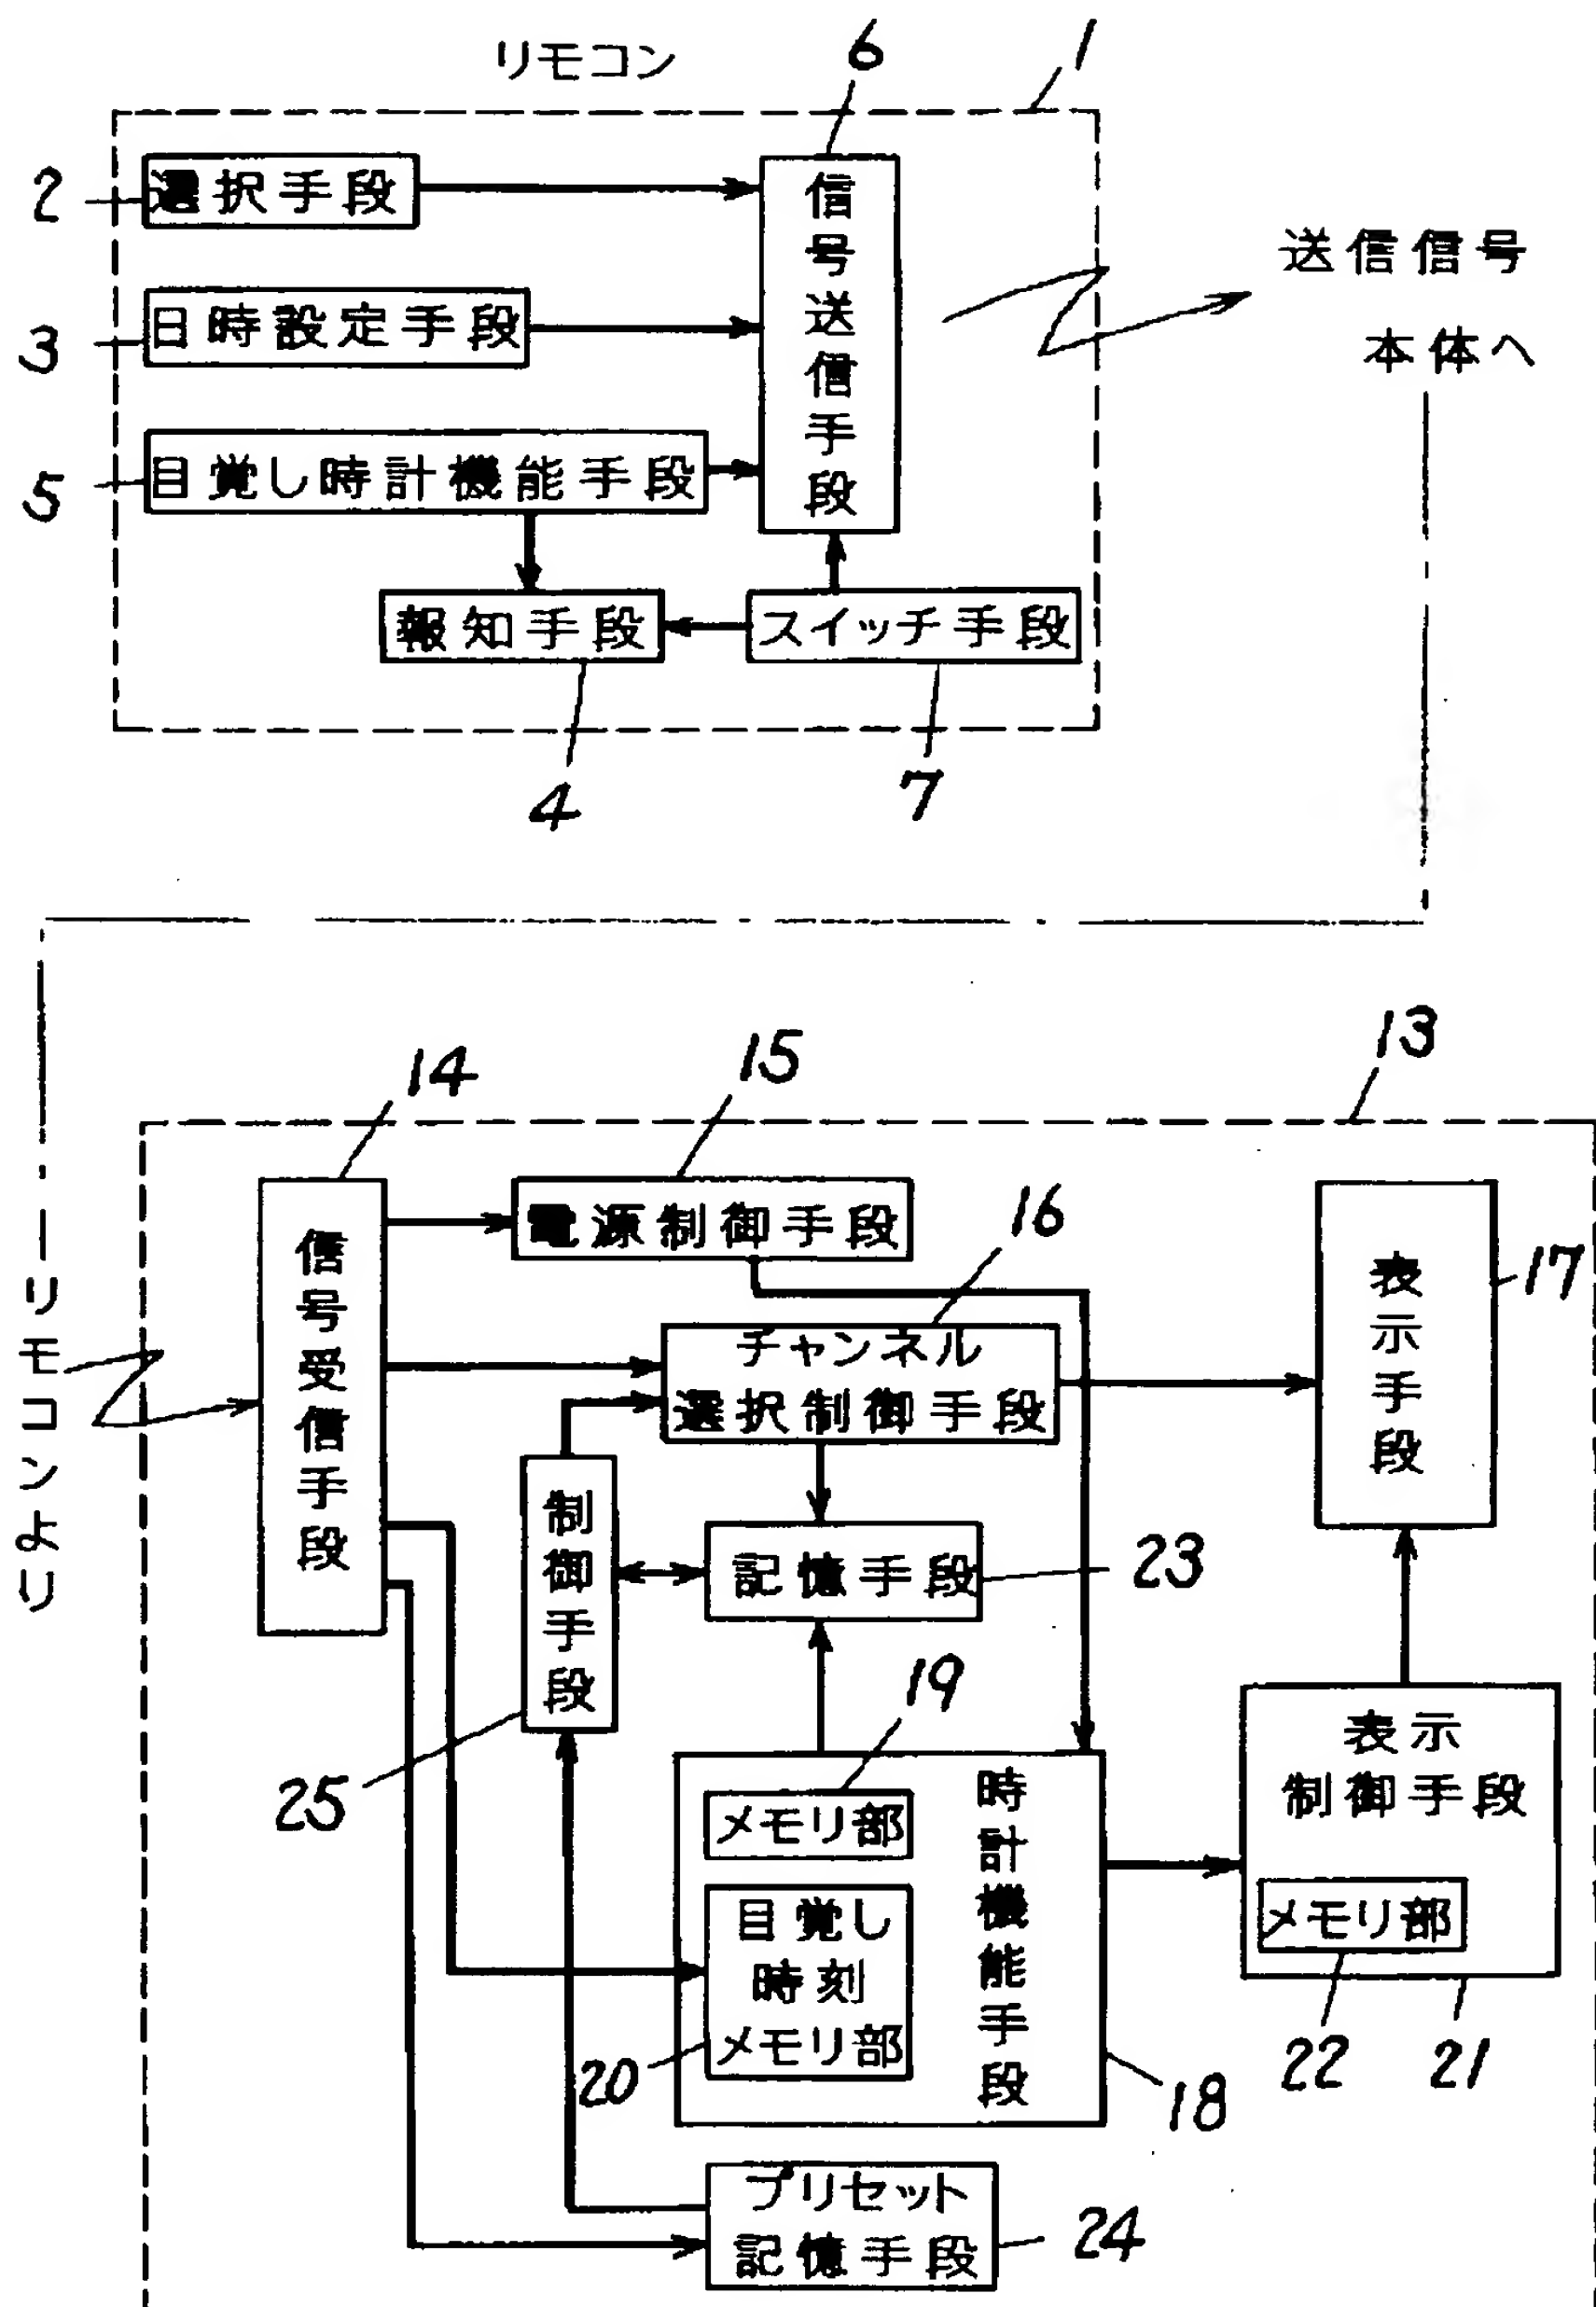 リモコン
6
1
2
選択手段
信号送信手段
送信信号
本体へ
3
日時設定手段
5
目覚し時計機能手段
報知手段
スイッチ手段
4
7
13
14
15
電源制御手段
16
リモコンより
信号受信手段
チャンネル
選択制御手段
表示手段
17
制御手段
記憶手段
23
25
19
メモリ部
目覚し
時刻
メモリ部
20
時計機能手段
18
表示
制御手段
メモリ部
22
21
プリセット
記憶手段
24